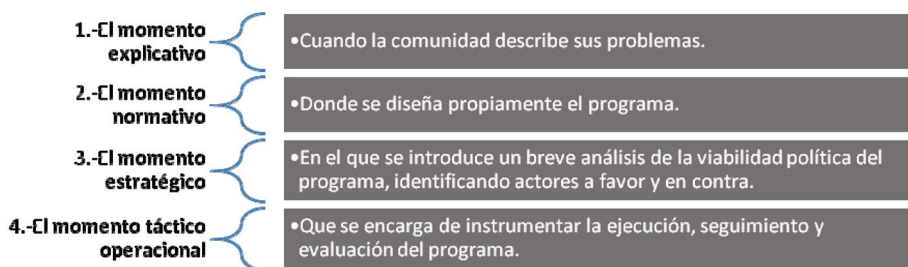 1.-El momento
explicativo
•Cuando la comunidad describe sus problemas.
2.-El momento
normativo
•Donde se diseña propiamente el programa.
3.-El momento
estratégico
•En el que se introduce un breve análisis de la viabilidad política del
programa, identificando actores a favor y en contra.
4.-El momento táctico
operacional
•Que se encarga de instrumentar la ejecución, seguimiento y
evaluación del programa.